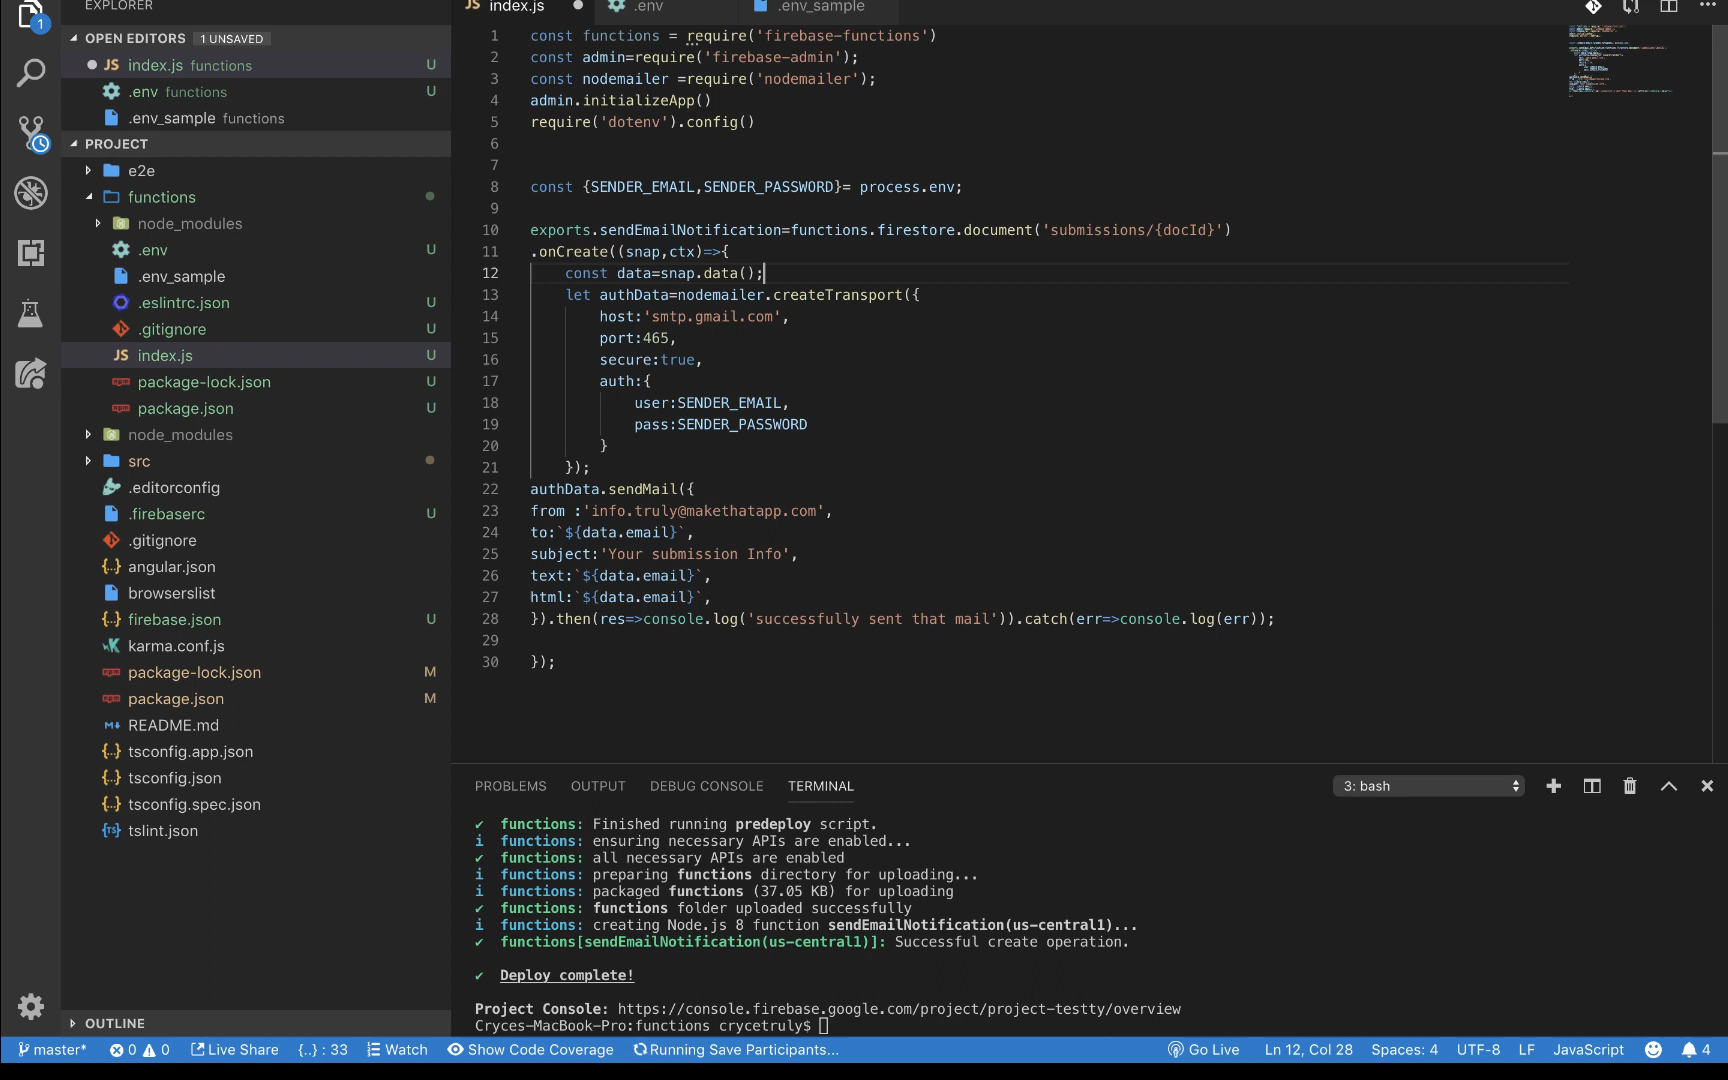 EXPLORER
1
OPEN EDITORS 1 UNSAVED
JS index.js functions U
.env functions U
.env_sample functions
PROJECT
e2e
functions
node_modules
.env U
.env_sample
.eslintrc.json U
.gitignore U
JS index.js U
package-lock.json U
package.json U
node_modules
src
.editorconfig
.firebaserc U
.gitignore
{..} angular.json
browserslist
{..} firebase.json U
karma.conf.js
package-lock.json M
package.json M
README.md
{..} tsconfig.app.json
{..} tsconfig.json
{..} tsconfig.spec.json
{TS} tslint.json
OUTLINE
JS index.js .env .env_sample
1 const functions = require('firebase-functions')
2 const admin=require('firebase-admin');
3 const nodemailer =require('nodemailer');
4 admin.initializeApp()
5 require('dotenv').config()
6
7
8 const {SENDER_EMAIL,SENDER_PASSWORD}= process.env;
9
10 exports.sendEmailNotification=functions.firestore.document('submissions/{docId}')
11 .onCreate((snap,ctx)=>{
12 const data=snap.data();
13 let authData=nodemailer.createTransport({
14 host:'smtp.gmail.com',
15 port:465,
16 secure:true,
17 auth:{
18 user:SENDER_EMAIL,
19 pass:SENDER_PASSWORD
20 }
21 });
22 authData.sendMail({
23 from :'info.truly@makethatapp.com',
24 to:`${data.email}`,
25 subject:'Your submission Info',
26 text:`${data.email}`,
27 html:`${data.email}`,
28 }).then(res=>console.log('successfully sent that mail')).catch(err=>console.log(err));
29
30 });
PROBLEMS OUTPUT DEBUG CONSOLE TERMINAL 3: bash
✔ functions: Finished running predeploy script.
i functions: ensuring necessary APIs are enabled...
✔ functions: all necessary APIs are enabled
i functions: preparing functions directory for uploading...
i functions: packaged functions (37.05 KB) for uploading
✔ functions: functions folder uploaded successfully
i functions: creating Node.js 8 function sendEmailNotification(us-central1)...
✔ functions[sendEmailNotification(us-central1)]: Successful create operation.
✔ Deploy complete!
Project Console: https://console.firebase.google.com/project/project-testty/overview
Cryces-MacBook-Pro:functions crycetruly$
master* 0 0 Live Share {..} : 33 Watch Show Code Coverage Running Save Participants... Go Live Ln 12, Col 28 Spaces: 4 UTF-8 LF JavaScript 4